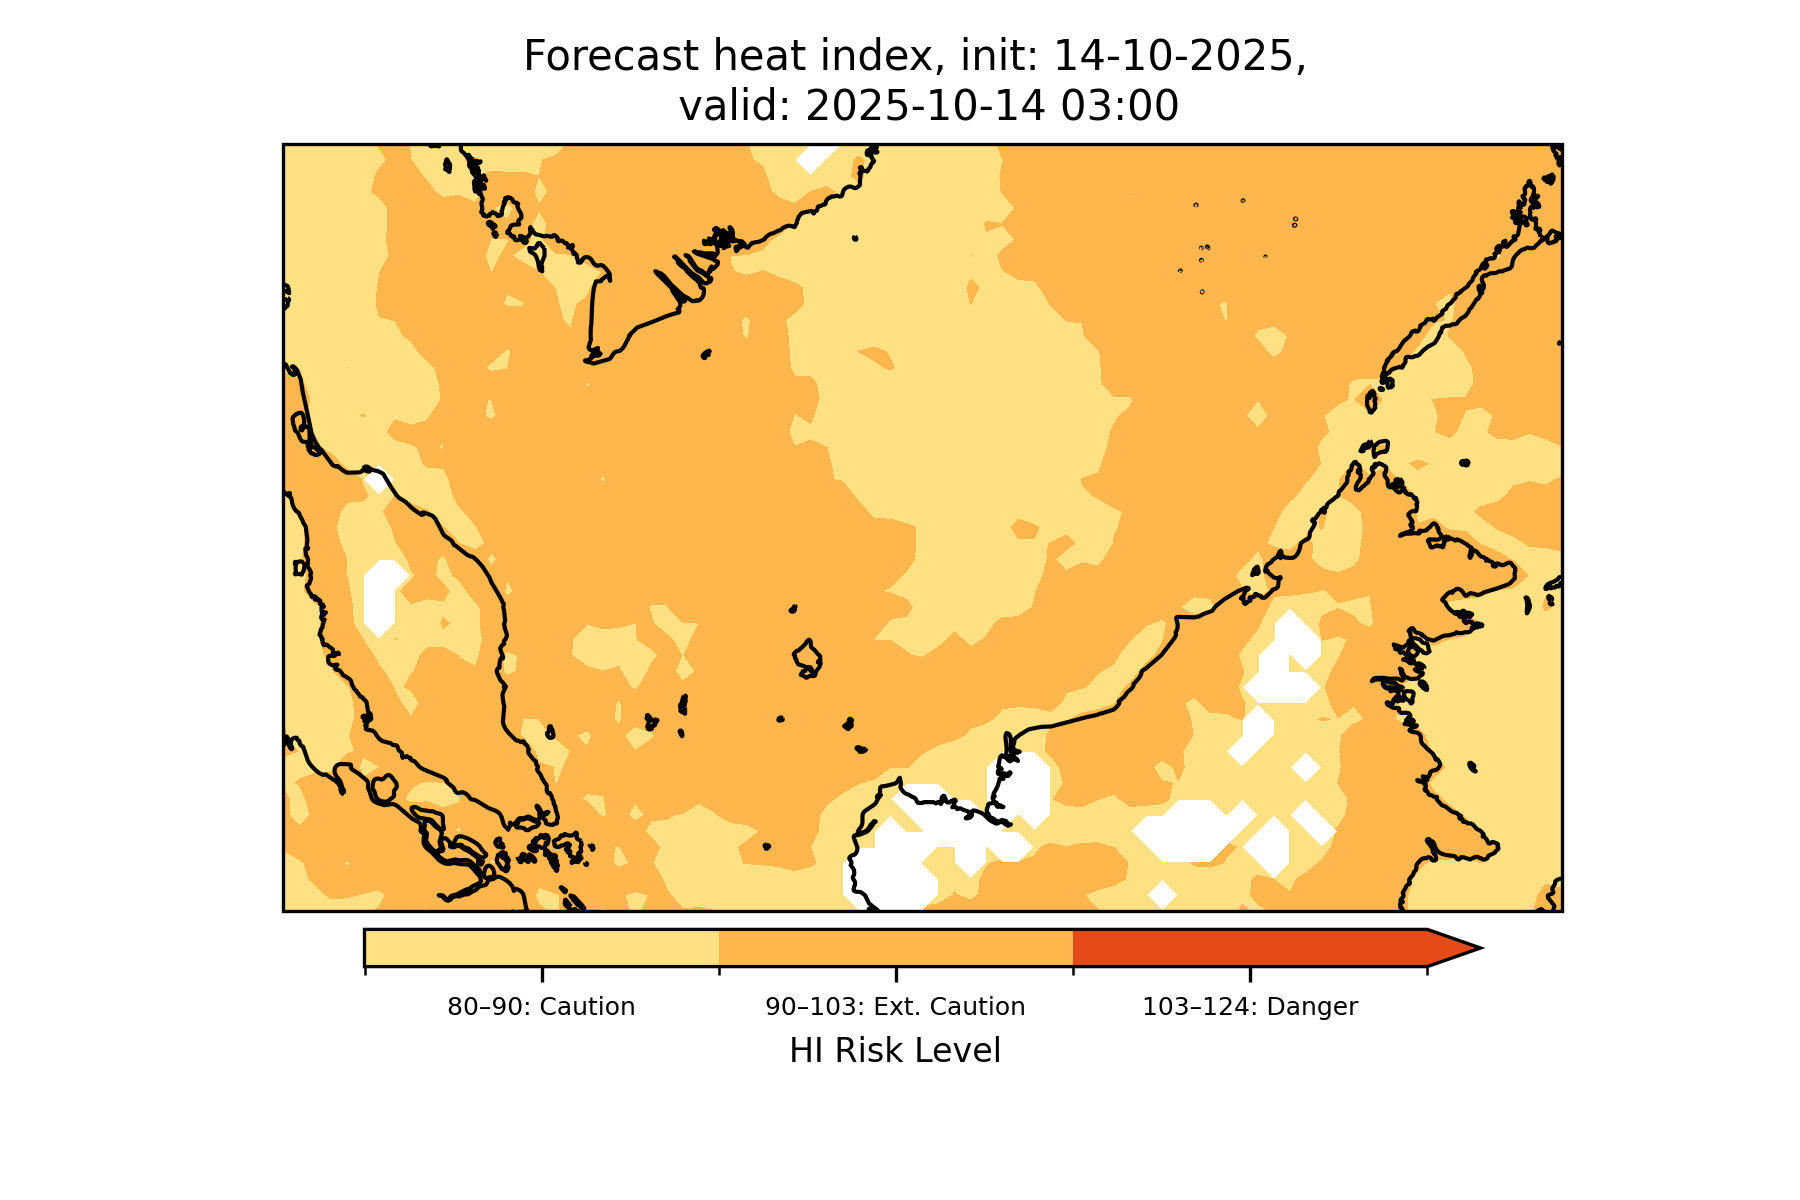 Forecast heat index, init: 14-10-2025,
valid: 2025-10-14 03:00
80–90: Caution
90–103: Ext. Caution
103–124: Danger
HI Risk Level